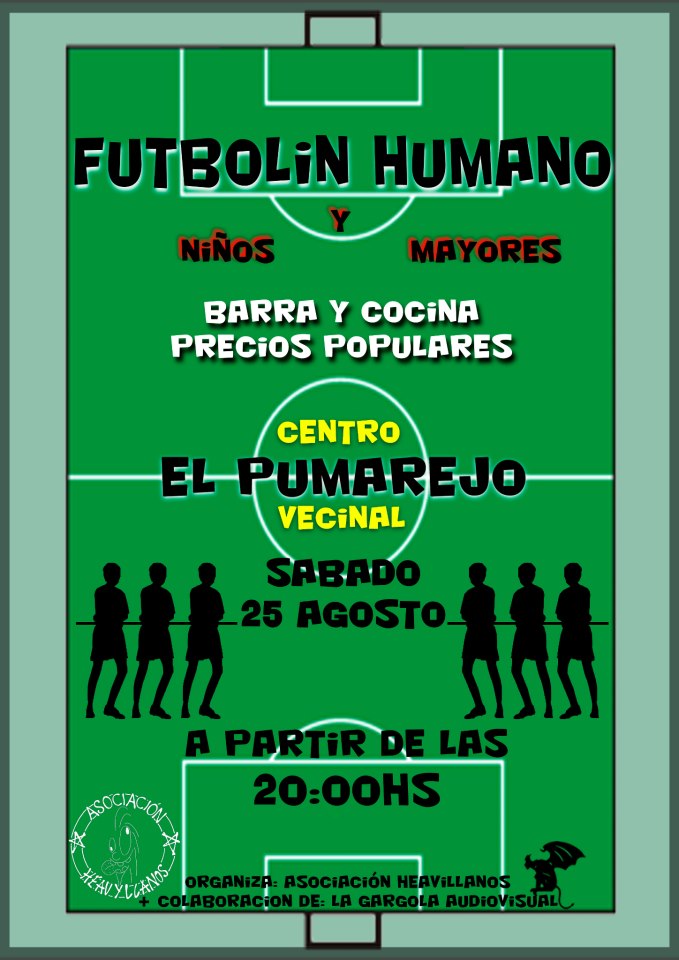 FUTBOLiN HUMANO
Y
NiÑOS MAYORES
BARRA Y COCiNA
PRECiOS POPULARES
CENTRO
EL PUMAREJO
VECiNAL
SABADO
25 AGOSTO
A PARTiR DE LAS
20:00HS
ASOCIACIÓN
HEAVYLLANOS
ORGANiZA: ASOCiACiÓN HEAViLLANOS
+ COLABORACiON DE: LA GARGOLA AUDiOViSUAL